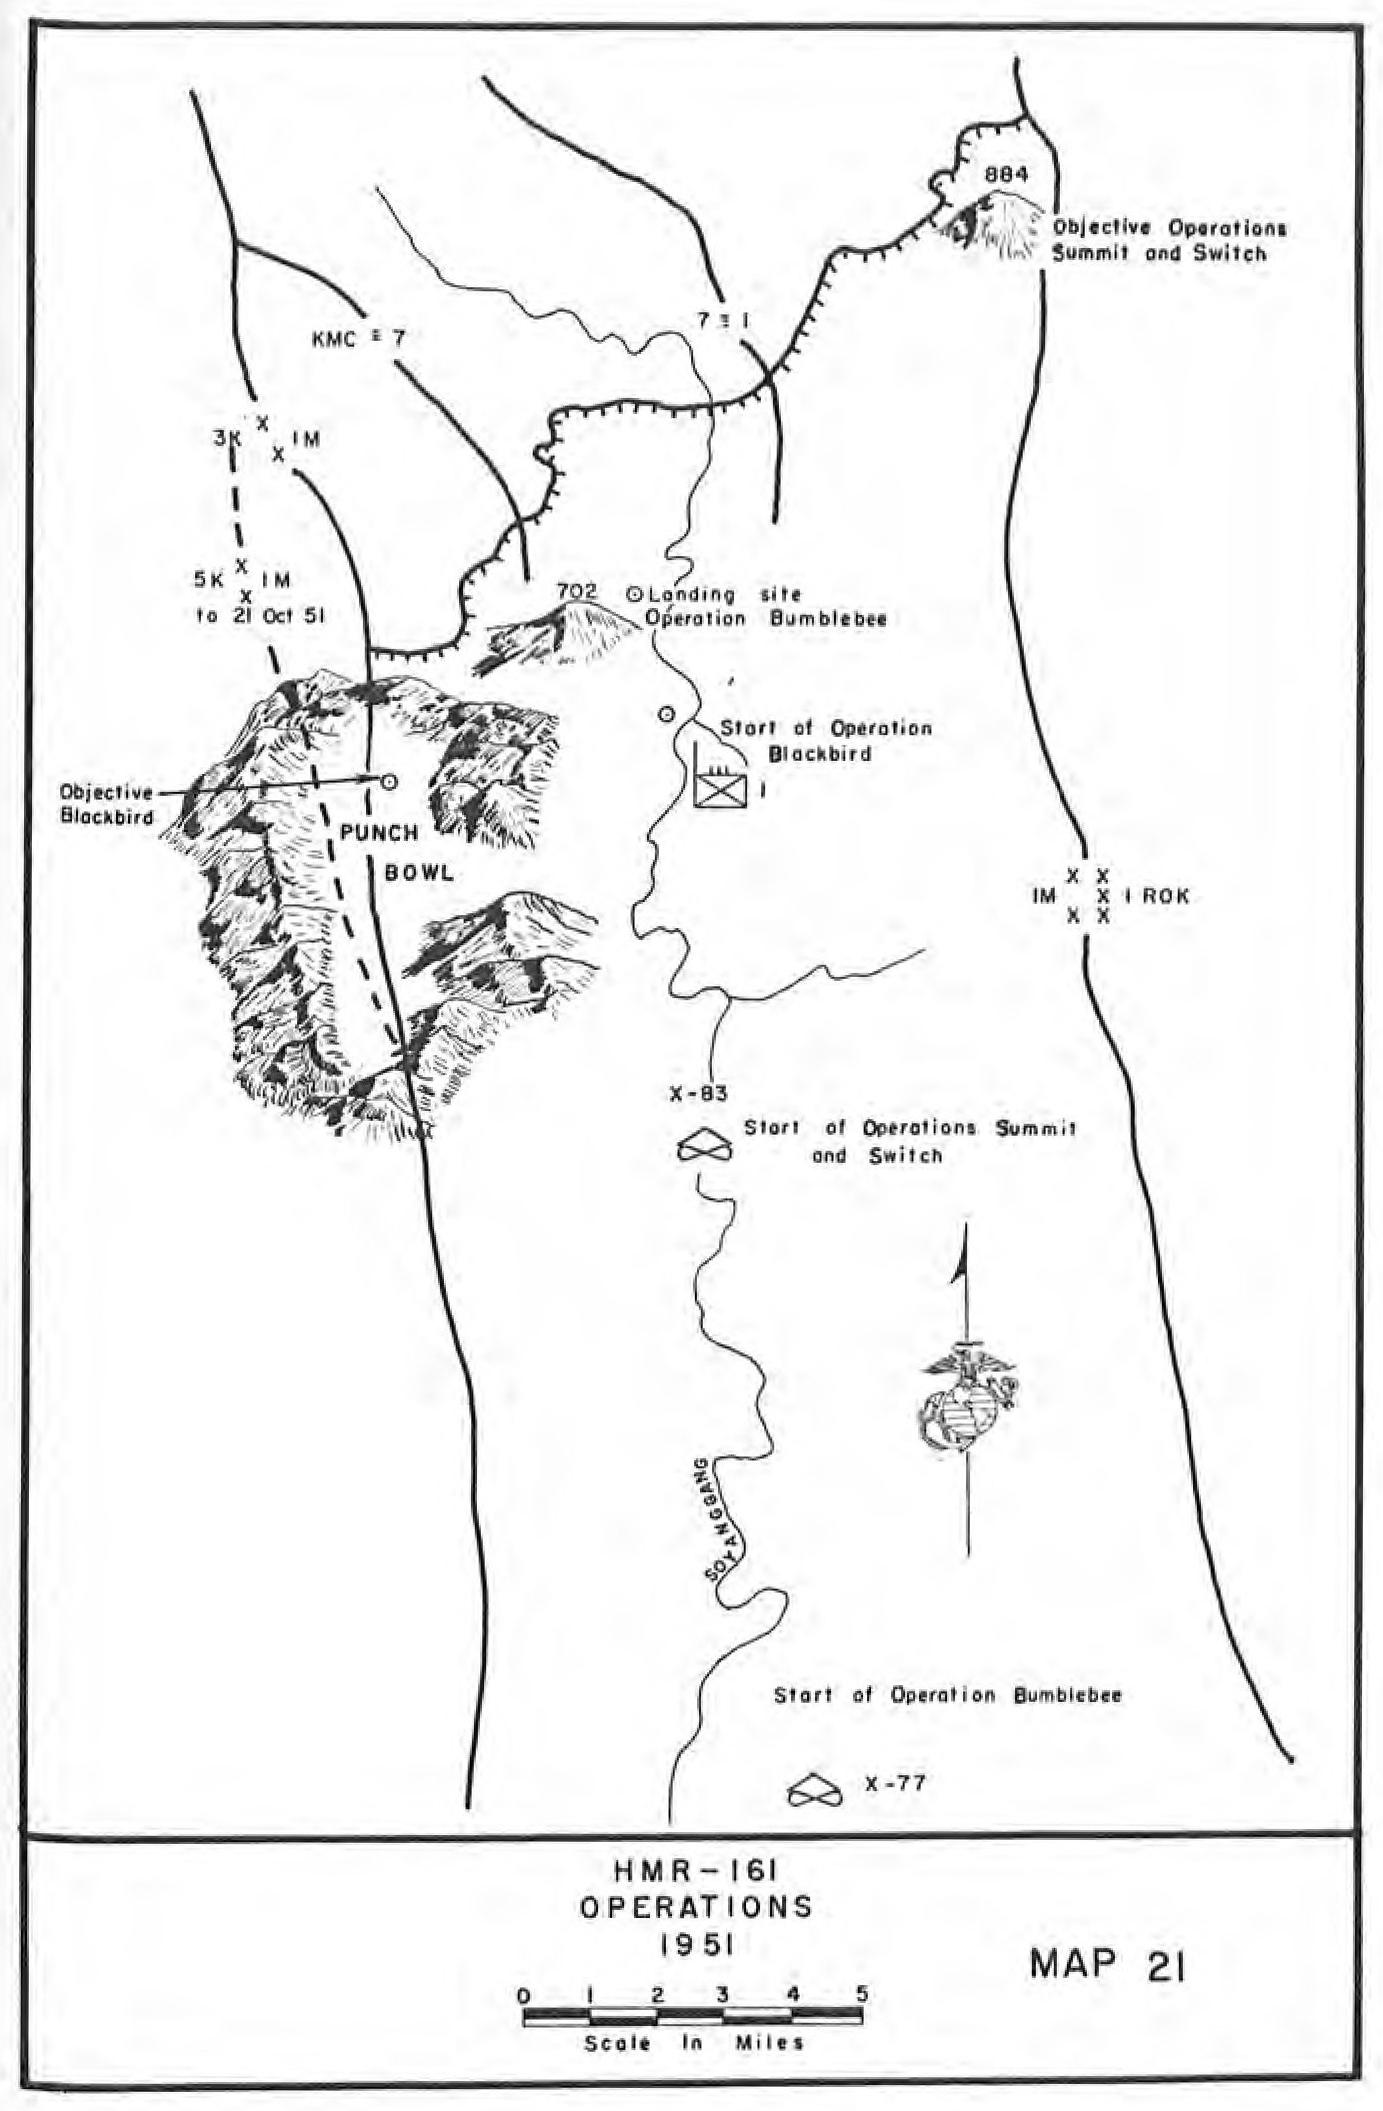 884
Objective Operations
Summit and Switch
7 1
KMC 7
X
3K 1M
X
X
5K 1M
X
to 21 Oct 51
702
Landing site
Operation Bumblebee
Start of Operation
Blackbird
1
Objective
Blackbird
PUNCH
BOWL
X X
1M X 1 ROK
X X
X-83
Start of Operations Summit
and Switch
SOYANGGANG
Start of Operation Bumblebee
X-77
HMR-161
OPERATIONS
1951
MAP 21
0 1 2 3 4 5
Scale In Miles